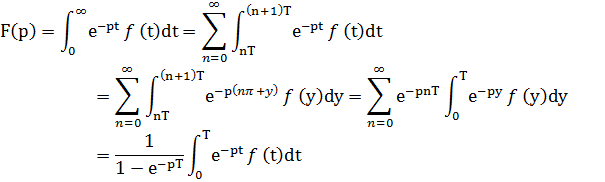 F(p) = ∫₀^∞ e^{-pt} f (t)dt = ∑_{n=0}^∞ ∫_{nT}^{(n+1)T} e^{-pt} f (t)dt
= ∑_{n=0}^∞ ∫_{nT}^{(n+1)T} e^{-p(nπ+y)} f (y)dy = ∑_{n=0}^∞ e^{-pnT} ∫₀^T e^{-py} f (y)dy
= \frac{1}{1 − e^{-pT}} ∫₀^T e^{-pt} f (t)dt